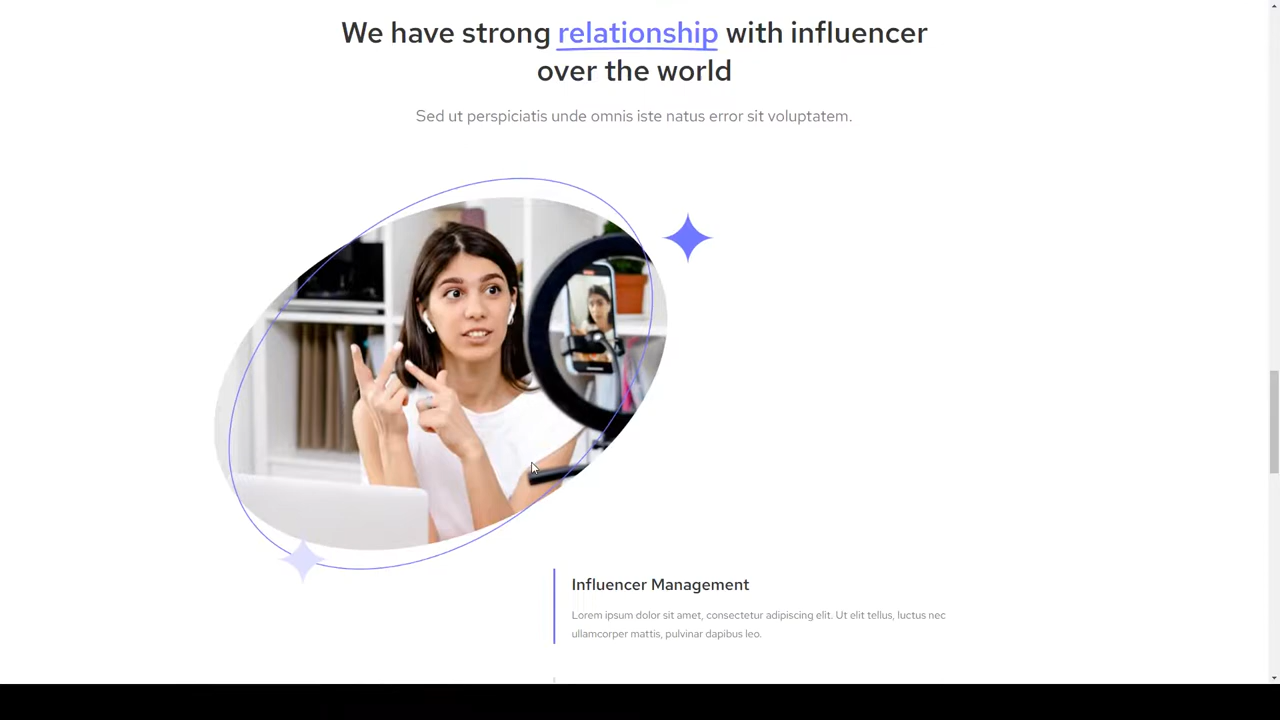 We have strong relationship with influencer
over the world
Sed ut perspiciatis unde omnis iste natus error sit voluptatem.
Influencer Management
Lorem ipsum dolor sit amet, consectetur adipiscing elit. Ut elit tellus, luctus nec
ullamcorper mattis, pulvinar dapibus leo.